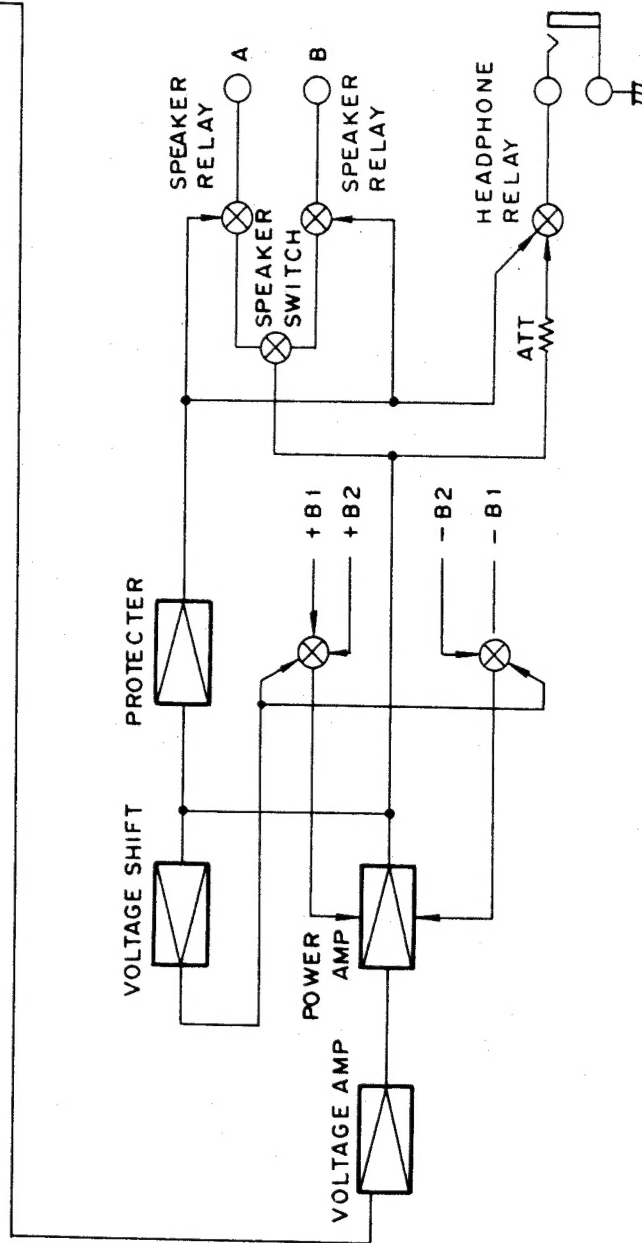 SPEAKER
RELAY
A
B
SPEAKER
SWITCH
SPEAKER
RELAY
HEADPHONE
RELAY
ATT
+B1
+B2
-B2
-B1
PROTECTER
VOLTAGE SHIFT
POWER
AMP
VOLTAGE AMP